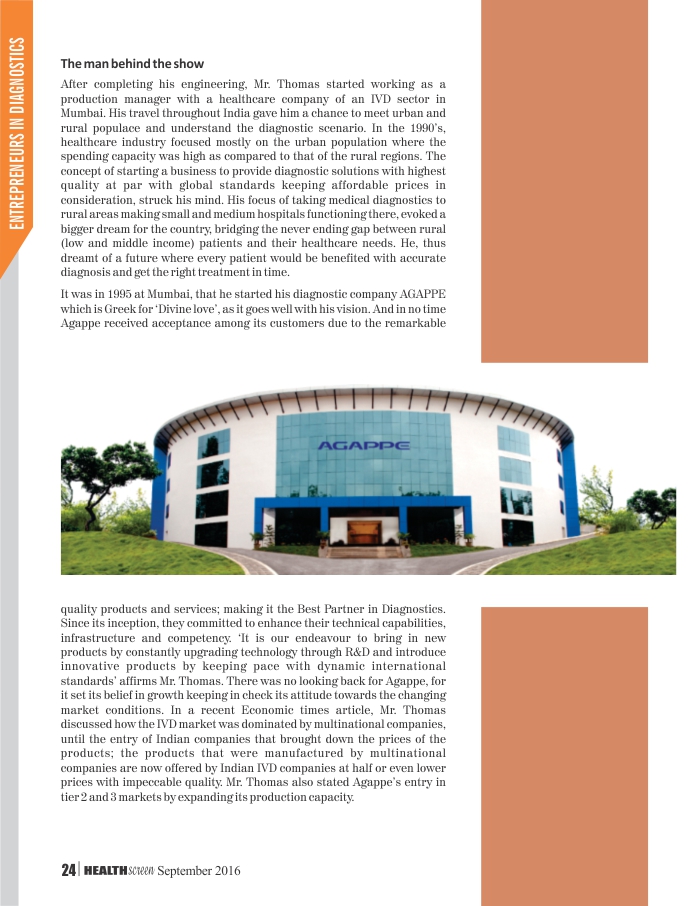 ENTREPRENEURS IN DIAGNOSTICS
The man behind the show
After completing his engineering, Mr. Thomas started working as a
production manager with a healthcare company of an IVD sector in
Mumbai. His travel throughout India gave him a chance to meet urban and
rural populace and understand the diagnostic scenario. In the 1990’s,
healthcare industry focused mostly on the urban population where the
spending capacity was high as compared to that of the rural regions. The
concept of starting a business to provide diagnostic solutions with highest
quality at par with global standards keeping affordable prices in
consideration, struck his mind. His focus of taking medical diagnostics to
rural areas making small and medium hospitals functioning there, evoked a
bigger dream for the country, bridging the never ending gap between rural
(low and middle income) patients and their healthcare needs. He, thus
dreamt of a future where every patient would be benefited with accurate
diagnosis and get the right treatment in time.
It was in 1995 at Mumbai, that he started his diagnostic company AGAPPE
which is Greek for ‘Divine love’, as it goes well with his vision. And in no time
Agappe received acceptance among its customers due to the remarkable
AGAPPE
quality products and services; making it the Best Partner in Diagnostics.
Since its inception, they committed to enhance their technical capabilities,
infrastructure and competency. ‘It is our endeavour to bring in new
products by constantly upgrading technology through R&D and introduce
innovative products by keeping pace with dynamic international
standards’ affirms Mr. Thomas. There was no looking back for Agappe, for
it set its belief in growth keeping in check its attitude towards the changing
market conditions. In a recent Economic times article, Mr. Thomas
discussed how the IVD market was dominated by multinational companies,
until the entry of Indian companies that brought down the prices of the
products; the products that were manufactured by multinational
companies are now offered by Indian IVD companies at half or even lower
prices with impeccable quality. Mr. Thomas also stated Agappe’s entry in
tier 2 and 3 markets by expanding its production capacity.
24 | HEALTHscreen September 2016